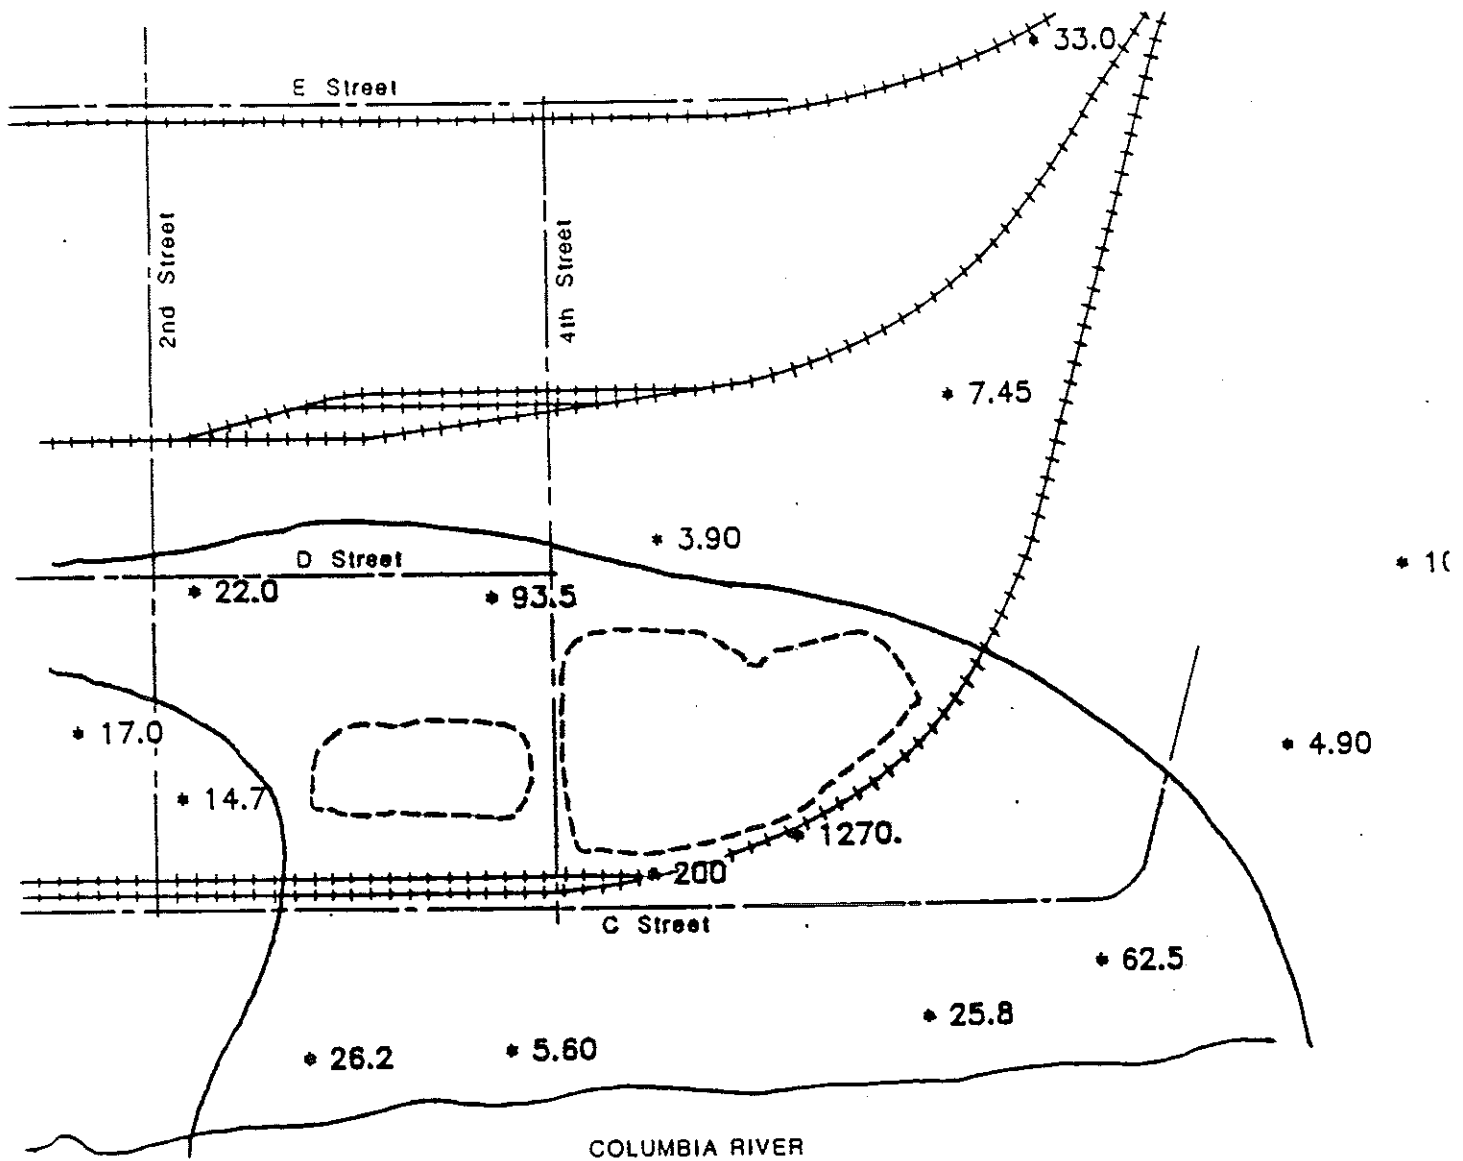 * 33.0
E Street
2nd Street
4th Street
* 7.45
* 3.90
D Street
* 22.0
* 93.5
* 17.0
* 4.90
* 14.7
* 1270.
* 200
C Street
* 62.5
* 25.8
* 26.2
* 5.60
COLUMBIA RIVER